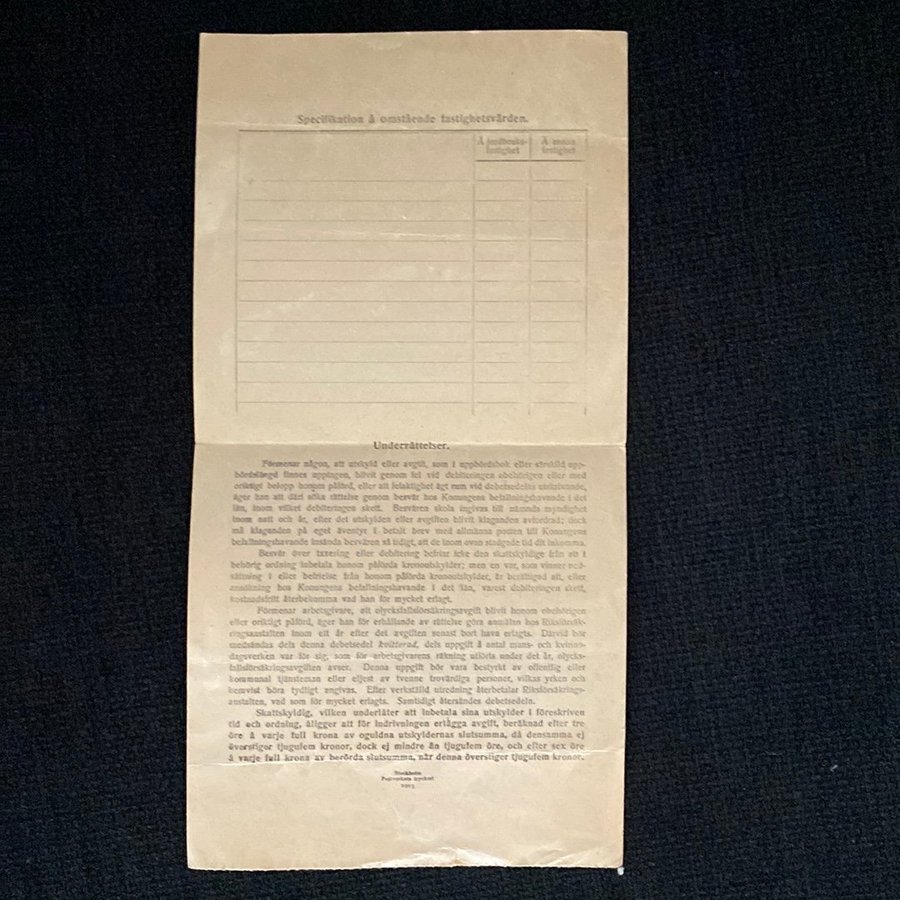 Specifikation å omstående fastighetsvärden.
Å jordbruks-
fastighet
Å annan
fastighet
Underrättelser.
Förmenar någon, att utskyld eller avgift, som i uppbördsbok eller särskild upp-
bördslängd finnes upptagen, blivit genom fel vid debiteringen obehörigen eller med
oriktigt belopp honom påförd, eller att felaktighet ägt rum vid debetsedelns utskrivande,
äger han att däri söka rättelse genom besvär hos Konungens befallningshavande i det
län, inom vilket debiteringen skett. Besvären skola ingivas till nämnda myndighet
inom natt och år, efter det utskylden eller avgiften blivit klaganden avfordrad; dock
må klaganden på eget äventyr i betalt brev med allmänna posten till Konungens
befallningshavande insända besvären så tidigt, att de inom ovan stadgade tid dit inkomma.
Besvär över taxering eller debitering befriar icke den skattskyldige från att i
behörig ordning inbetala honom påförda kronoutskylder; men en var, som vinner ned-
sättning i eller befrielse från honom påförda kronoutskylder, är berättigad att, efter
ansökning hos Konungens befallningshavande i det län, varest debiteringen skett,
kostnadsfritt återbekomma vad han för mycket erlagt.
Förmenar arbetsgivare, att olycksfallsförsäkringsavgift blivit honom obehörigen
eller oriktigt påförd, äger han för erhållande av rättelse göra anmälan hos Riksförsäk-
ringsanstalten inom ett år efter det avgiften senast bort hava erlagts. Därvid bör
medsändas dels denna debetsedel kvitterad, dels uppgift å antal mans- och kvinno-
dagsverken var för sig, som för arbetsgivarens räkning utförts under det år, olycks-
fallsförsäkringsavgiften avser. Denna uppgift bör vara bestyrkt av offentlig eller
kommunal tjänsteman eller eljest av tvenne trovärdiga personer, vilkas yrken och
hemvist böra tydligt angivas. Efter verkställd utredning återbetalar Riksförsäkrings-
anstalten, vad som för mycket erlagts. Samtidigt återsändes debetsedeln.
Skattskyldig, vilken underlåter att inbetala sina utskylder i föreskriven
tid och ordning, åligger att för indrivningen erlägga avgift, beräknad efter tre
öre å varje full krona av oguldna utskyldernas slutsumma, då densamma ej
överstiger tjugufem kronor, dock ej mindre än tjugufem öre, och efter sex öre
å varje full krona av berörda slutsumma, när denna överstiger tjugufem kronor.
Stockholm